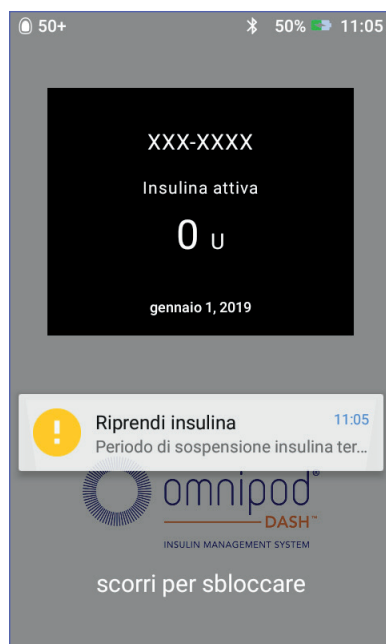 50+ 50% 11:05
XXX-XXXX
Insulina attiva
0 U
gennaio 1, 2019
Riprendi insulina 11:05
Periodo di sospensione insulina ter...
omnipod®
DASH™
INSULIN MANAGEMENT SYSTEM
scorri per sbloccare